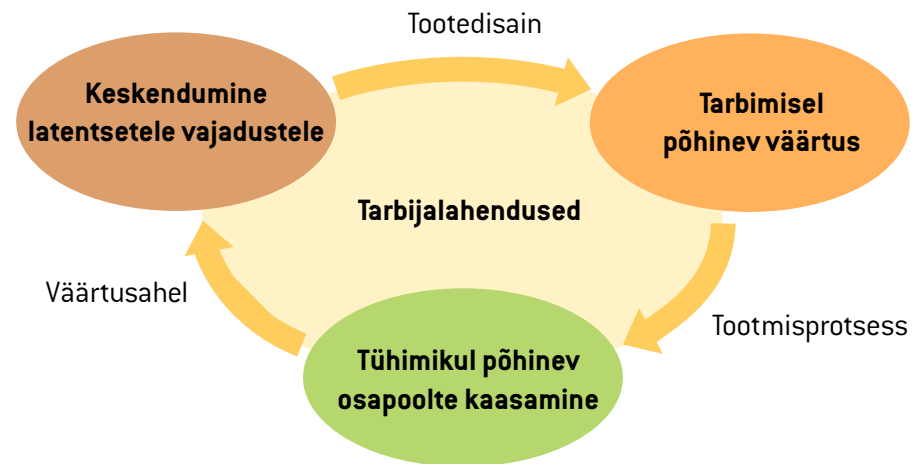 Tootedisain
Keskendumine
latentsetele vajadustele
Tarbimisel
põhinev väärtus
Tarbijalahendused
Väärtusahel
Tootmisprotsess
Tühimikul põhinev
osapoolte kaasamine